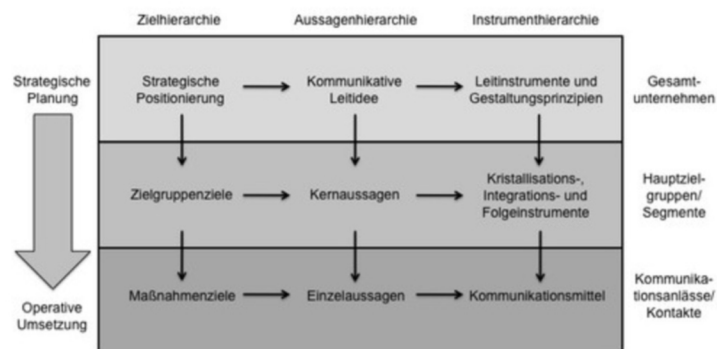 Zielhierarchie Aussagenhierarchie Instrumenthierarchie
Strategische
Planung
Strategische
Positionierung
Kommunikative
Leitidee
Leitinstrumente und
Gestaltungsprinzipien
Gesamt-
unternehmen
Zielgruppenziele
Kernaussagen
Kristallisations-,
Integrations- und
Folgeinstrumente
Hauptziel-
gruppen/
Segmente
Operative
Umsetzung
Maßnahmenziele
Einzelaussagen
Kommunikationsmittel
Kommunika-
tionsanlässe/
Kontakte